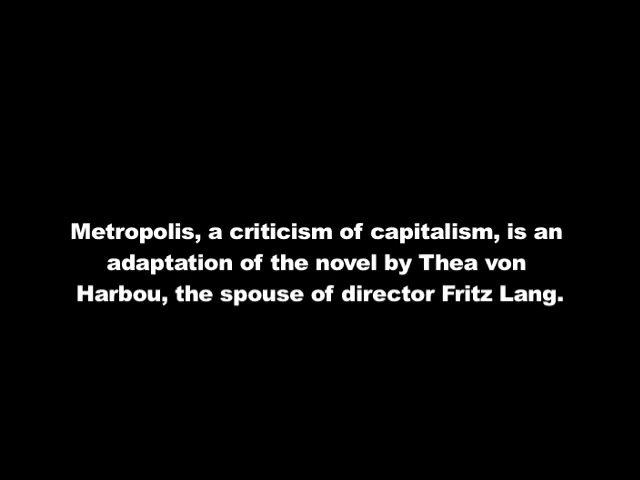 Metropolis, a criticism of capitalism, is an
adaptation of the novel by Thea von
Harbou, the spouse of director Fritz Lang.